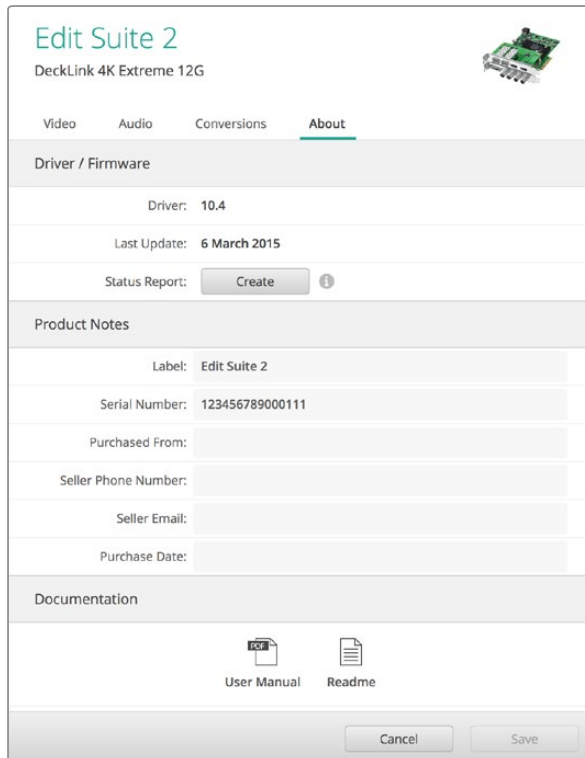 Edit Suite 2
DeckLink 4K Extreme 12G
Video Audio Conversions About
Driver / Firmware
Driver: 10.4
Last Update: 6 March 2015
Status Report: Create
Product Notes
Label: Edit Suite 2
Serial Number: 123456789000111
Purchased From:
Seller Phone Number:
Seller Email:
Purchase Date:
Documentation
PDF
User Manual Readme
Cancel Save